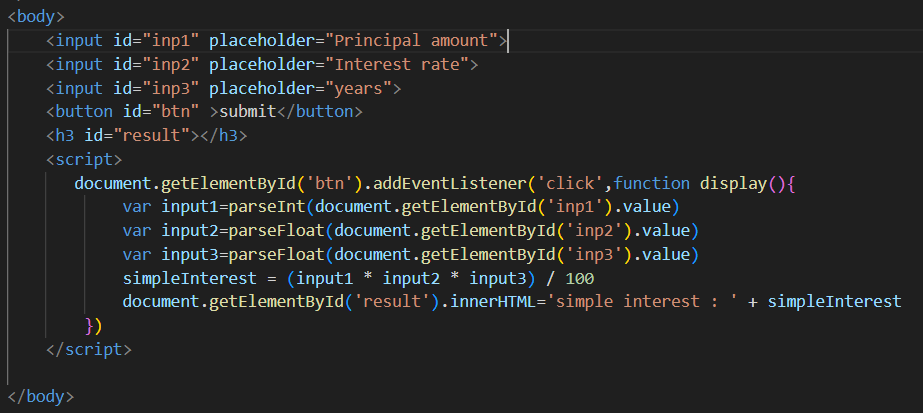 <body>
<input id="inp1" placeholder="Principal amount">
<input id="inp2" placeholder="Interest rate">
<input id="inp3" placeholder="years">
<button id="btn" >submit</button>
<h3 id="result"></h3>
<script>
document.getElementById('btn').addEventListener('click',function display(){
var input1=parseInt(document.getElementById('inp1').value)
var input2=parseFloat(document.getElementById('inp2').value)
var input3=parseFloat(document.getElementById('inp3').value)
simpleInterest = (input1 * input2 * input3) / 100
document.getElementById('result').innerHTML='simple interest : ' + simpleInterest
})
</script>
</body>